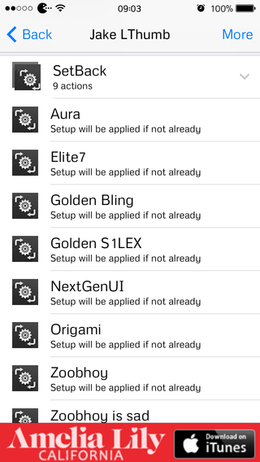 09:03
100%
Back
Jake LThumb
More
SetBack
9 actions
Aura
Setup will be applied if not already
Elite7
Setup will be applied if not already
Golden Bling
Setup will be applied if not already
Golden S1LEX
Setup will be applied if not already
NextGenUI
Setup will be applied if not already
Origami
Setup will be applied if not already
Zoobhoy
Setup will be applied if not already
Zoobhoy is sad
Amelia Lily
CALIFORNIA
Download on
iTunes